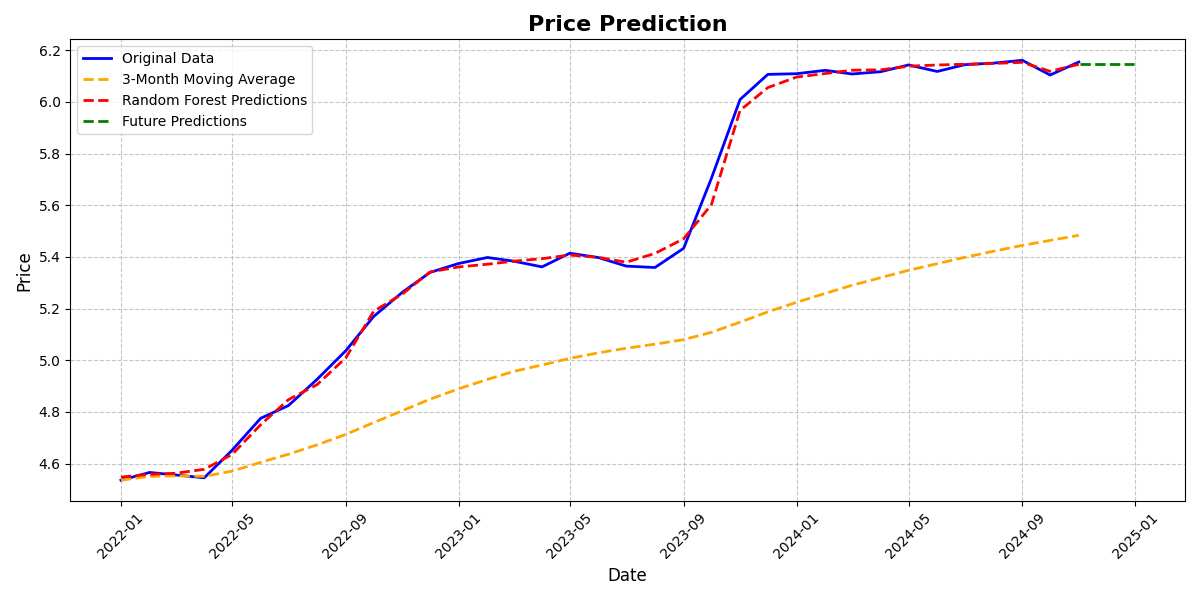 Price Prediction
Original Data
3-Month Moving Average
Random Forest Predictions
Future Predictions
Price
6.2
6.0
5.8
5.6
5.4
5.2
5.0
4.8
4.6
2022-01
2022-05
2022-09
2023-01
2023-05
2023-09
2024-01
2024-05
2024-09
2025-01
Date